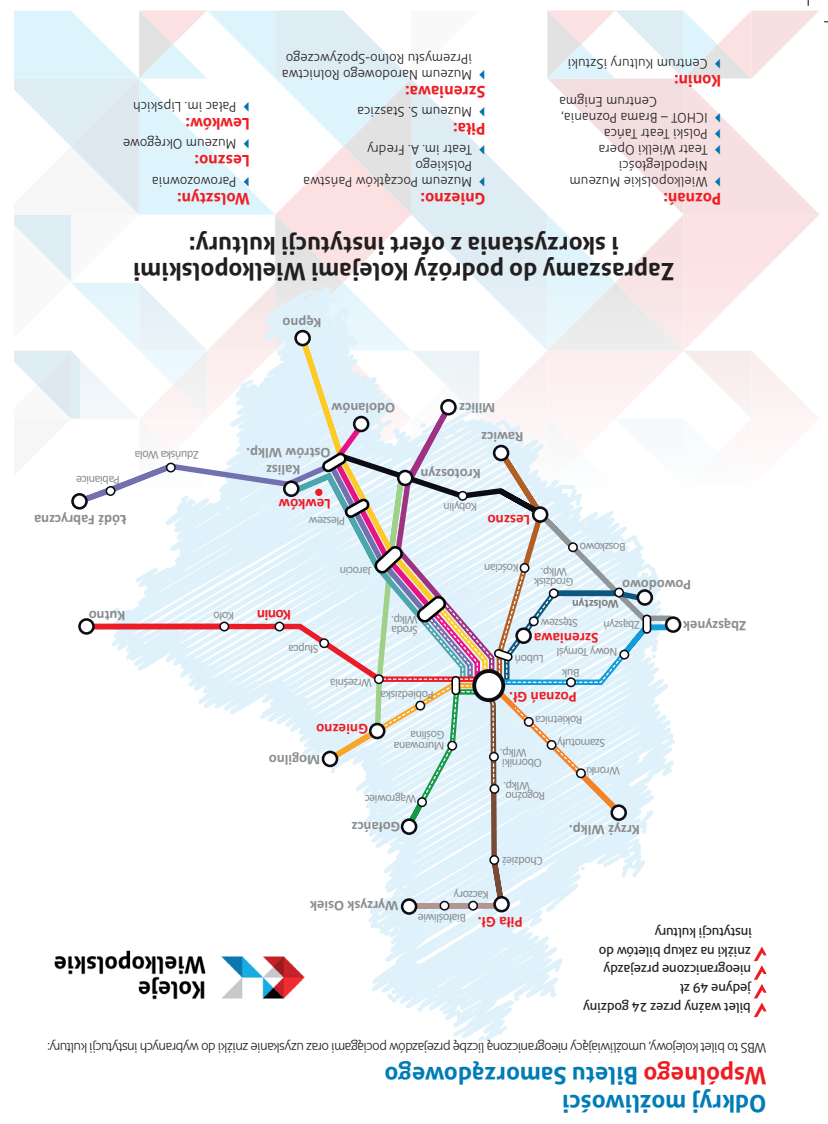 Odkryj możliwości
Wspólnego Biletu Samorządowego
WBS to bilet kolejowy, umożliwiający nieograniczoną liczbę przejazdów pociągami oraz uzyskanie zniżki do wybranych instytucji kultury:
bilet ważny przez 24 godziny
jedyne 49 zł
nieograniczone przejazdy
zniżki na zakup biletów do
instytucji kultury
Koleje
Wielkopolskie
Piła Gł.
Kaczory
Białośliwie
Wyrzysk Osiek
Chodzież
Krzyż Wlkp.
Gołańcz
Rogoźno
Wlkp.
Wągrowiec
Wronki
Oborniki
Wlkp.
Mogilno
Szamotuły
Murowana
Goślina
Rokietnica
Gniezno
Pobiedziska
Poznań Gł.
Września
Buk
Luboń
Nowy Tomyśl
Słupca
Szreniawa
Zbąszynek
Zbąszyń
Stęszew
Środa
Wlkp.
Konin
Koło
Kutno
Wolsztyn
Powodowo
Grodzisk
Wlkp.
Kościan
Jarocin
Boszkowo
Leszno
Pleszew
Łódź Fabryczna
Kobylin
Lewków
Pabianice
Krotoszyn
Kalisz
Ostrów Wlkp.
Zduńska Wola
Rawicz
Milicz
Odolanów
Kępno
Zapraszamy do podróży Kolejami Wielkopolskimi
i skorzystania z ofert instytucji kultury:
Poznań:
Wielkopolskie Muzeum
Niepodległości
Teatr Wielki Opera
Polski Teatr Tańca
ICHOT – Brama Poznania,
Centrum Enigma
Konin:
Centrum Kultury iSztuki
Gniezno:
Muzeum Początków Państwa
Polskiego
Teatr im. A. Fredry
Piła:
Muzeum S. Staszica
Szreniawa:
Muzeum Narodowego Rolnictwa
iPrzemysłu Rolno-Spożywczego
Wolsztyn:
Parowozownia
Leszno:
Muzeum Okręgowe
Lewków:
Pałac im. Lipskich